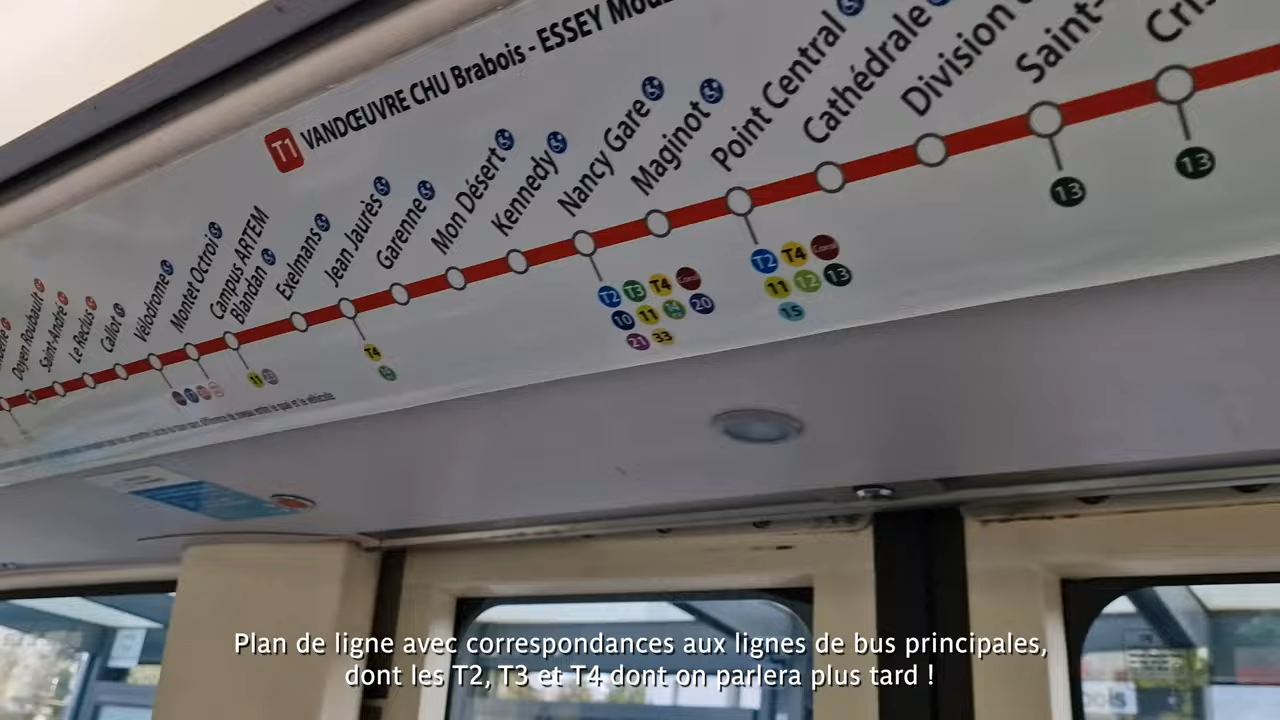 T1 VANDŒUVRE CHU Brabois - ESSEY
Doyen Roubault
Saint-André
Le Reclus
Callot
Vélodrome
Montet Octroi
Campus ARTEM
Blandan
Exelmans
Jean Jaurès
Garenne
Mon Désert
Kennedy
Nancy Gare
Maginot
Point Central
Cathédrale
Division
Saint-
Cris
11
T4
T2 T3 T4
10 11 20
21 33
T2 T4
11 12 13
15
13
13
Plan de ligne avec correspondances aux lignes de bus principales,
dont les T2, T3 et T4 dont on parlera plus tard !